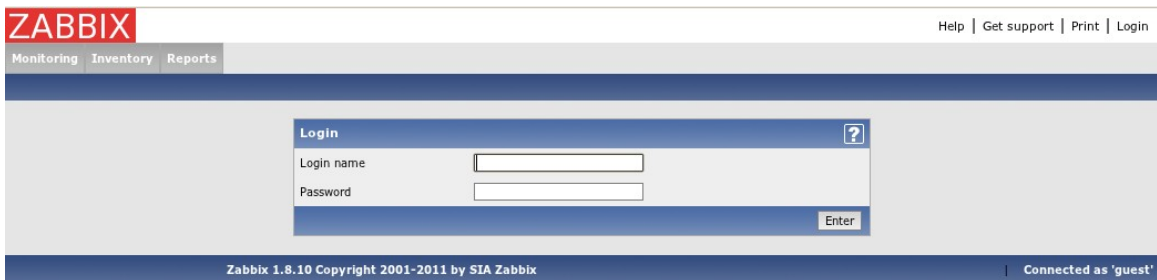 ZABBIX
Help | Get support | Print | Login
Monitoring Inventory Reports
Login ?
Login name
Password
Enter
Zabbix 1.8.10 Copyright 2001-2011 by SIA Zabbix | Connected as 'guest'